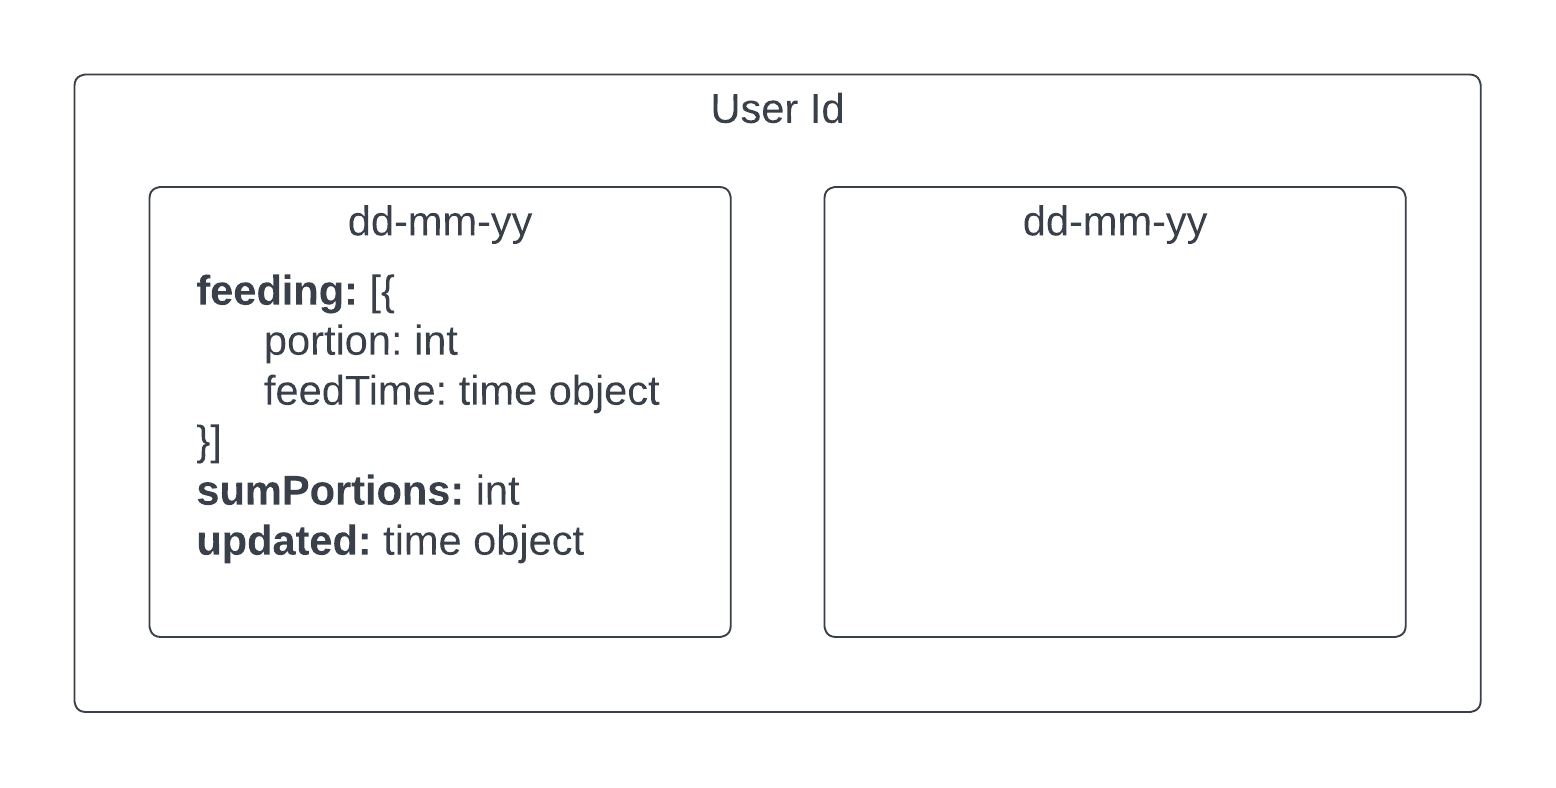 User Id
dd-mm-yy
feeding: [{
portion: int
feedTime: time object
}]
sumPortions: int
updated: time object
dd-mm-yy